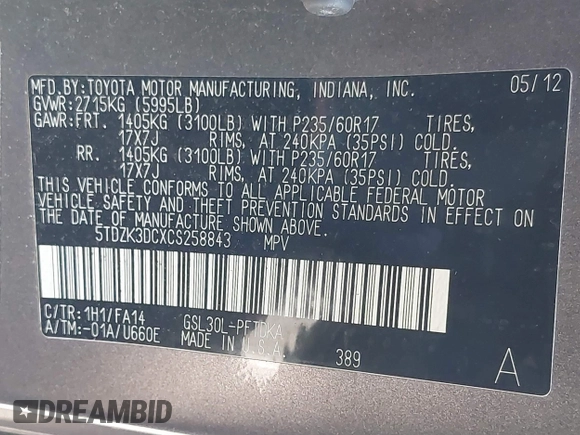 MFD.BY:TOYOTA MOTOR MANUFACTURING, INDIANA, INC. 05/12
GVWR:2715KG (5995LB)
GAWR:FRT. 1405KG (3100LB) WITH P235/60R17 TIRES,
17X7J RIMS, AT 240KPA (35PSI) COLD.
RR. 1405KG (3100LB) WITH P235/60R17 TIRES,
17X7J RIMS, AT 240KPA (35PSI) COLD.
THIS VEHICLE CONFORMS TO ALL APPLICABLE FEDERAL MOTOR
VEHICLE SAFETY AND THEFT PREVENTION STANDARDS IN EFFECT ON
THE DATE OF MANUFACTURE SHOWN ABOVE.
5TDZK3DCXCS258843 MPV
C/TR:1H1/FA14 GSL30L-PFTDKA
A/TM:-01A/U660E MADE IN U.S.A. 389 A
DREAMBID